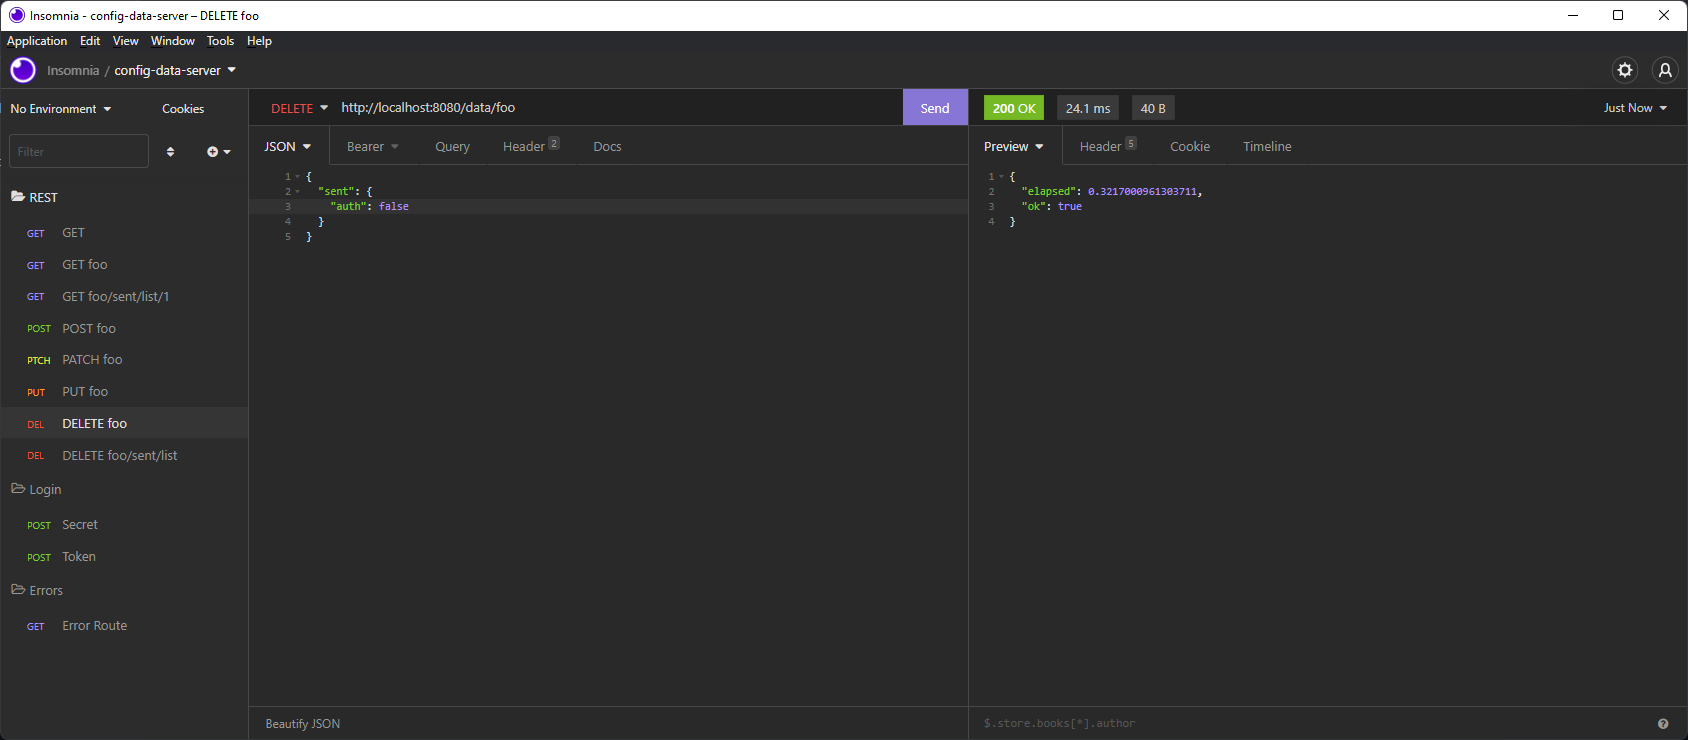 Insomnia - config-data-server – DELETE foo
Application Edit View Window Tools Help
Insomnia / config-data-server
No Environment Cookies
Filter
REST
GET GET
GET GET foo
GET GET foo/sent/list/1
POST POST foo
PTCH PATCH foo
PUT PUT foo
DEL DELETE foo
DEL DELETE foo/sent/list
Login
POST Secret
POST Token
Errors
GET Error Route
DELETE http://localhost:8080/data/foo Send
JSON Bearer Query Header 2 Docs
1 {
2 "sent": {
3 "auth": false
4 }
5 }
Beautify JSON
200 OK 24.1 ms 40 B Just Now
Preview Header 5 Cookie Timeline
1 {
2 "elapsed": 0.3217000961303711,
3 "ok": true
4 }
$.store.books[*].author